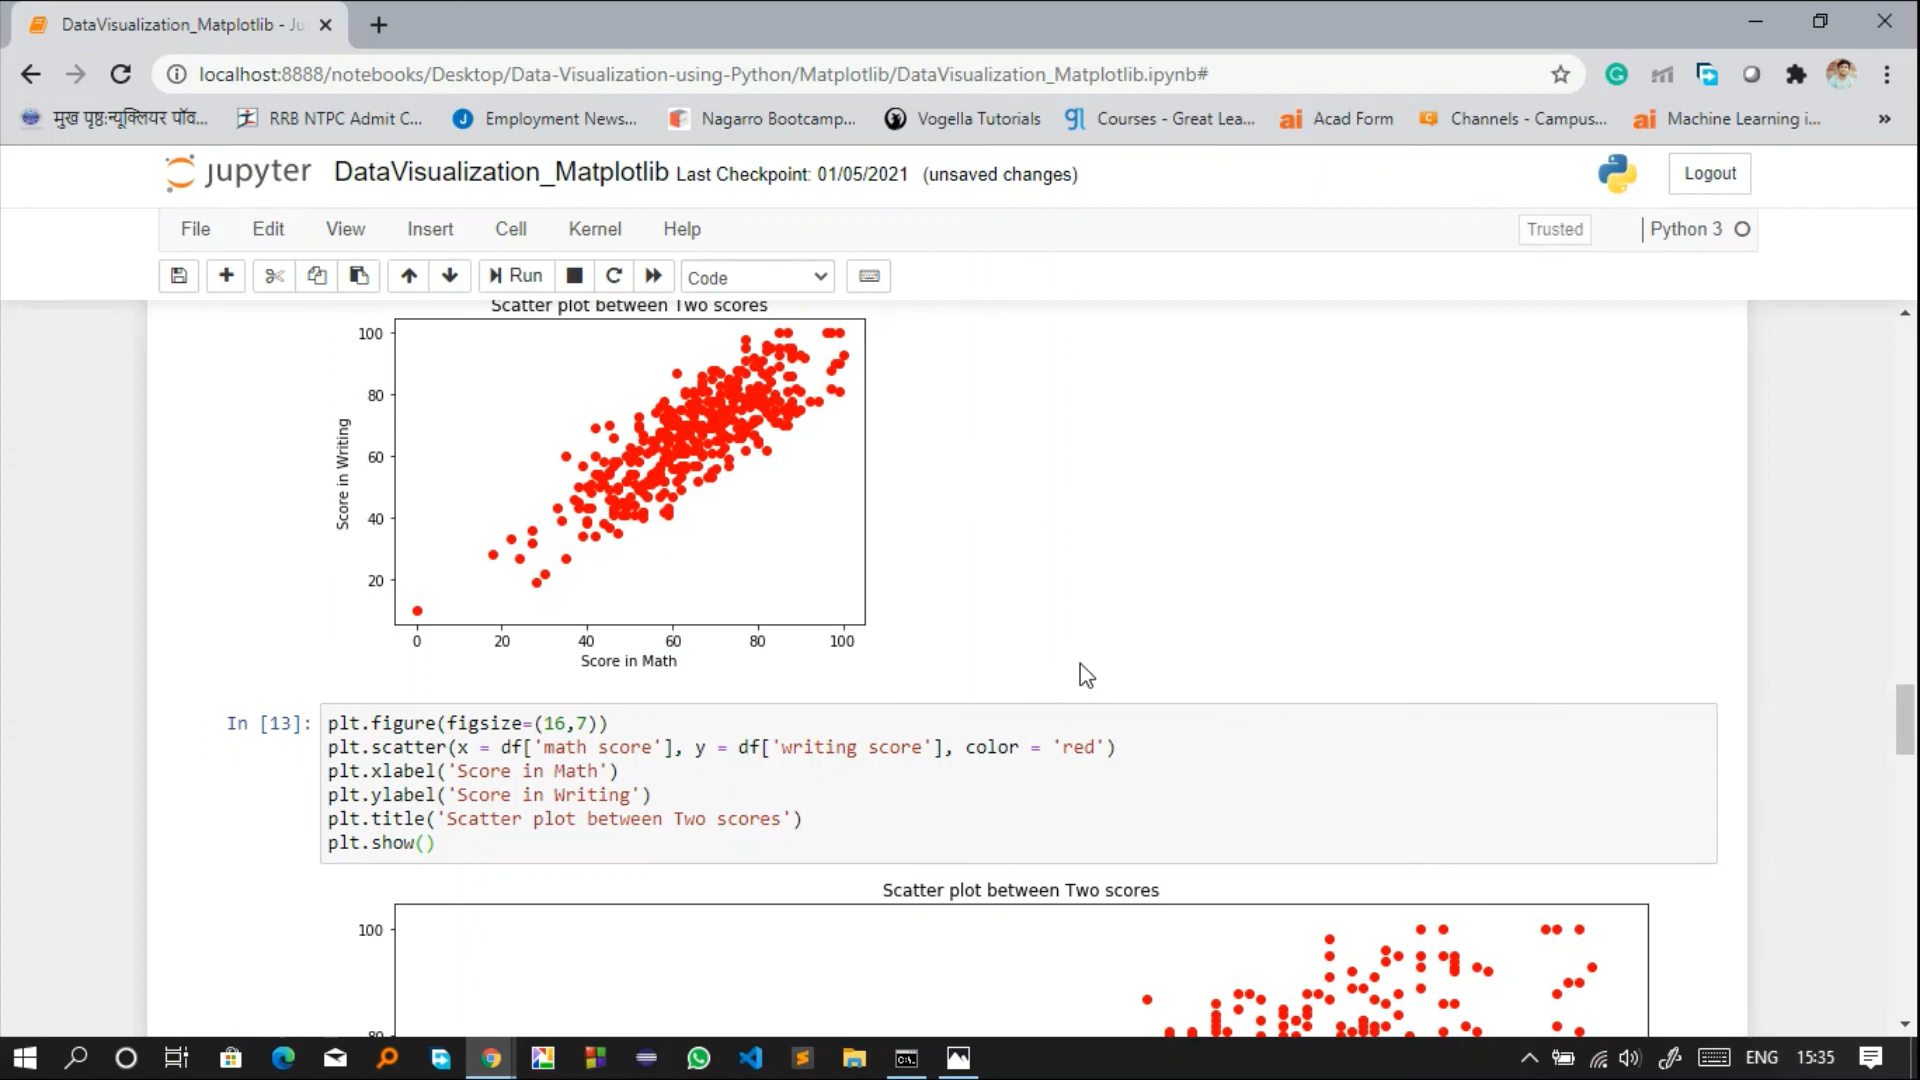 DataVisualization_Matplotlib - Ju
localhost:8888/notebooks/Desktop/Data-Visualization-using-Python/Matplotlib/DataVisualization_Matplotlib.ipynb#
मुख पृष्ठ:न्यूक्लियर पॉव... RRB NTPC Admit C... Employment News... Nagarro Bootcamp... Vogella Tutorials Courses - Great Lea... Acad Form Channels - Campus... Machine Learning i... »
jupyter DataVisualization_Matplotlib Last Checkpoint: 01/05/2021 (unsaved changes) Logout
File Edit View Insert Cell Kernel Help Trusted Python 3
Run Code
Scatter plot between Two scores
100
80
60
40
20
Score in Writing
0 20 40 60 80 100
Score in Math
In [13]: plt.figure(figsize=(16,7))
plt.scatter(x = df['math score'], y = df['writing score'], color = 'red')
plt.xlabel('Score in Math')
plt.ylabel('Score in Writing')
plt.title('Scatter plot between Two scores')
plt.show()
Scatter plot between Two scores
100
80
ENG 15:35